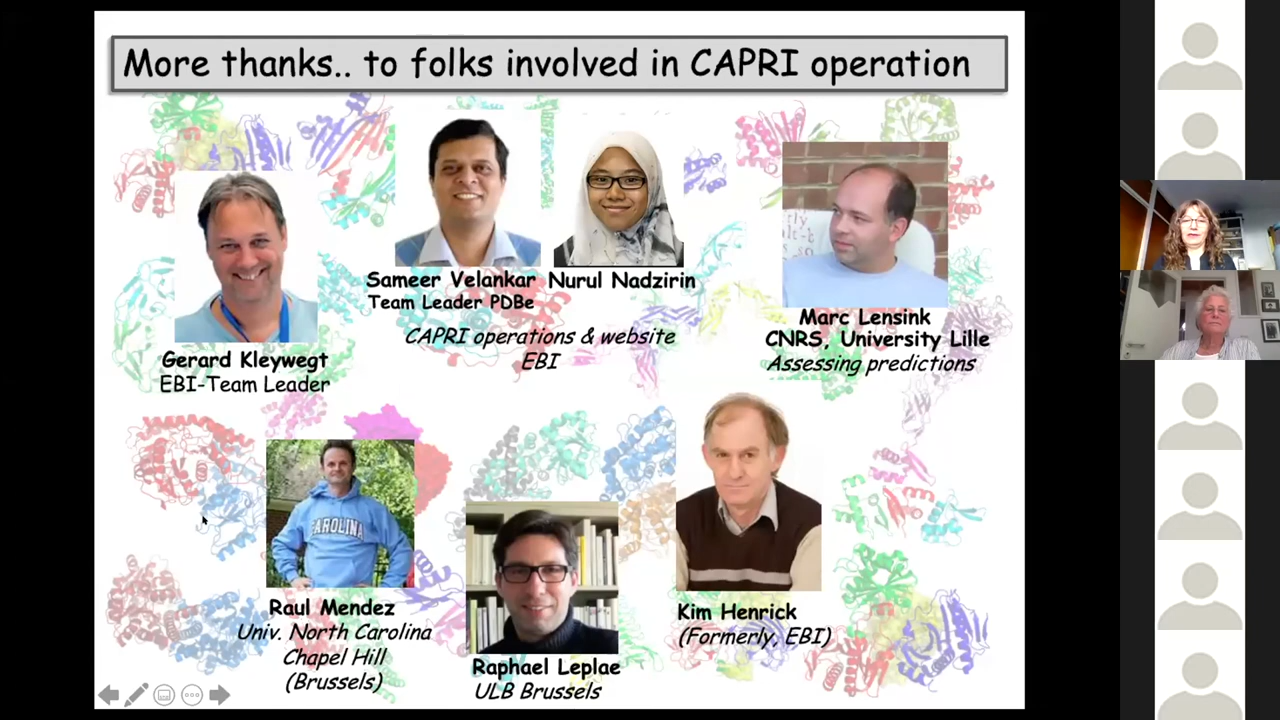 More thanks.. to folks involved in CAPRI operation
Sameer Velankar
Team Leader PDBe
Nurul Nadzirin
CAPRI operations & website
EBI
Marc Lensink
CNRS, University Lille
Assessing predictions
Gerard Kleywegt
EBI-Team Leader
CAROLINA
Raul Mendez
Univ. North Carolina
Chapel Hill
(Brussels)
Raphael Leplae
ULB Brussels
Kim Henrick
(Formerly, EBI)